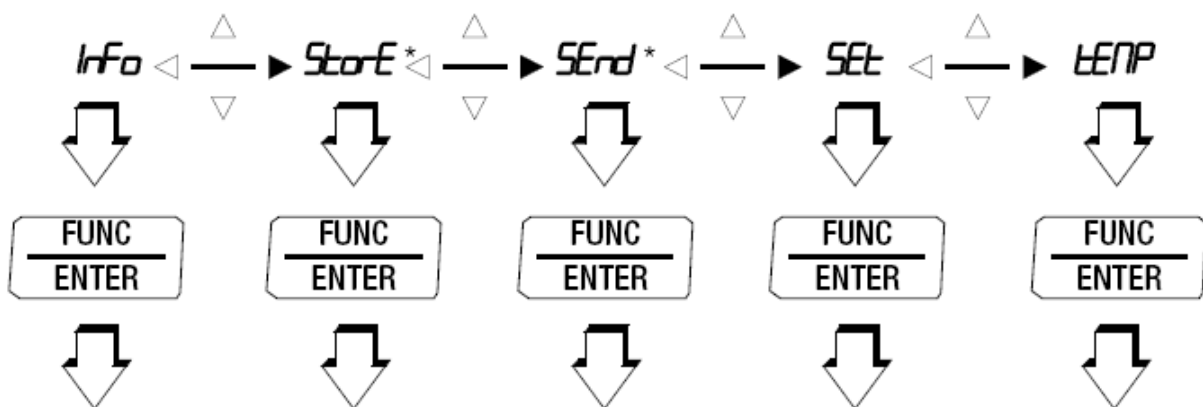 InFo StorE * SEnd * SEt tEMP
FUNC FUNC FUNC FUNC FUNC
ENTER ENTER ENTER ENTER ENTER